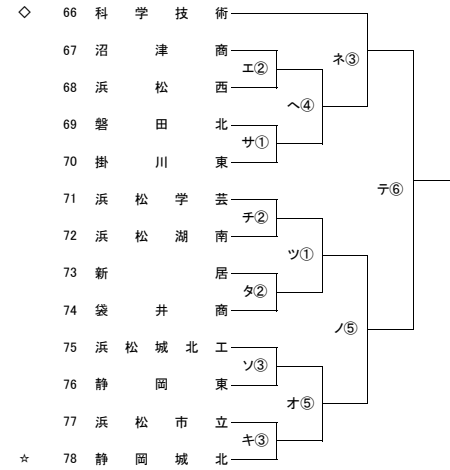 ◇ 66 科学技術
ネ③
67 沼津商
エ②
68 浜松西
ヘ④
69 磐田北
サ①
70 掛川東
テ⑥
71 浜松学芸
チ②
72 浜松湖南
ツ①
73 新居
タ②
74 袋井商
ノ⑤
75 浜松城北工
ソ③
76 静岡東
オ⑤
77 浜松市立
キ③
☆ 78 静岡城北